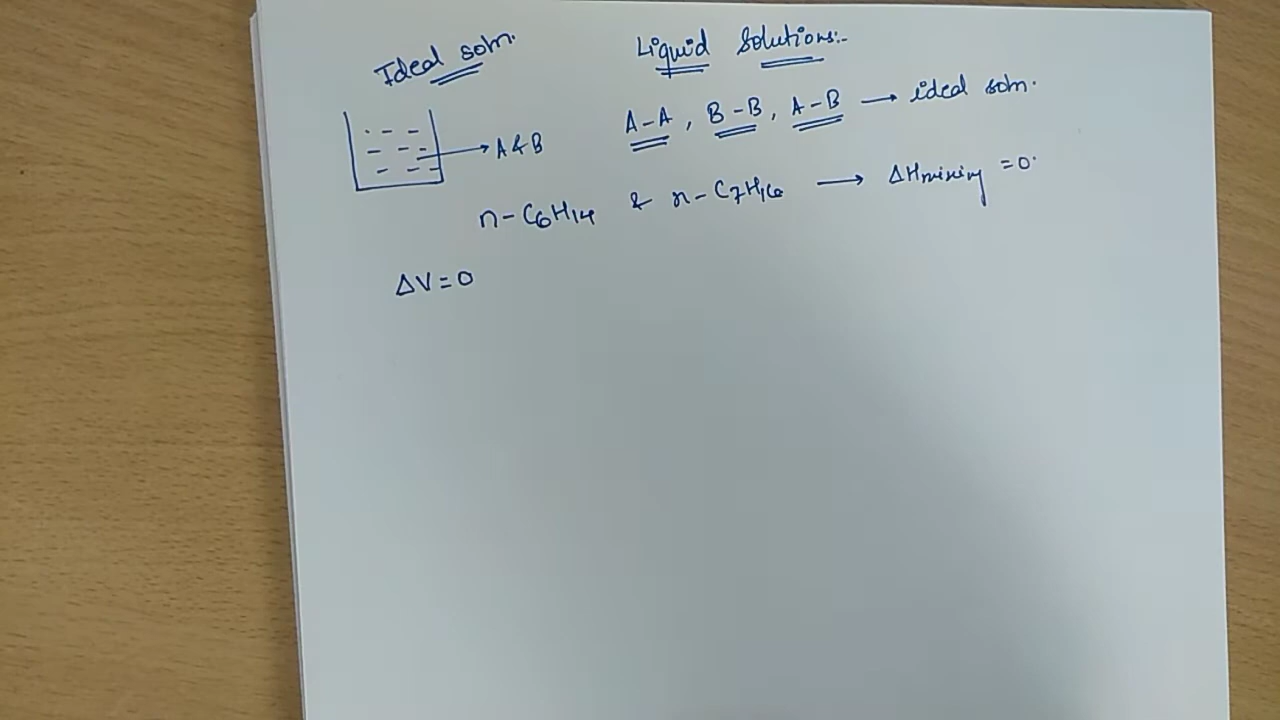 Ideal soln.
Liquid Solutions:-
A-A, B-B, A-B → ideal soln.
→ A & B
n-C6H14 & n-C7H16 → ΔHmixing = 0.
ΔV = 0